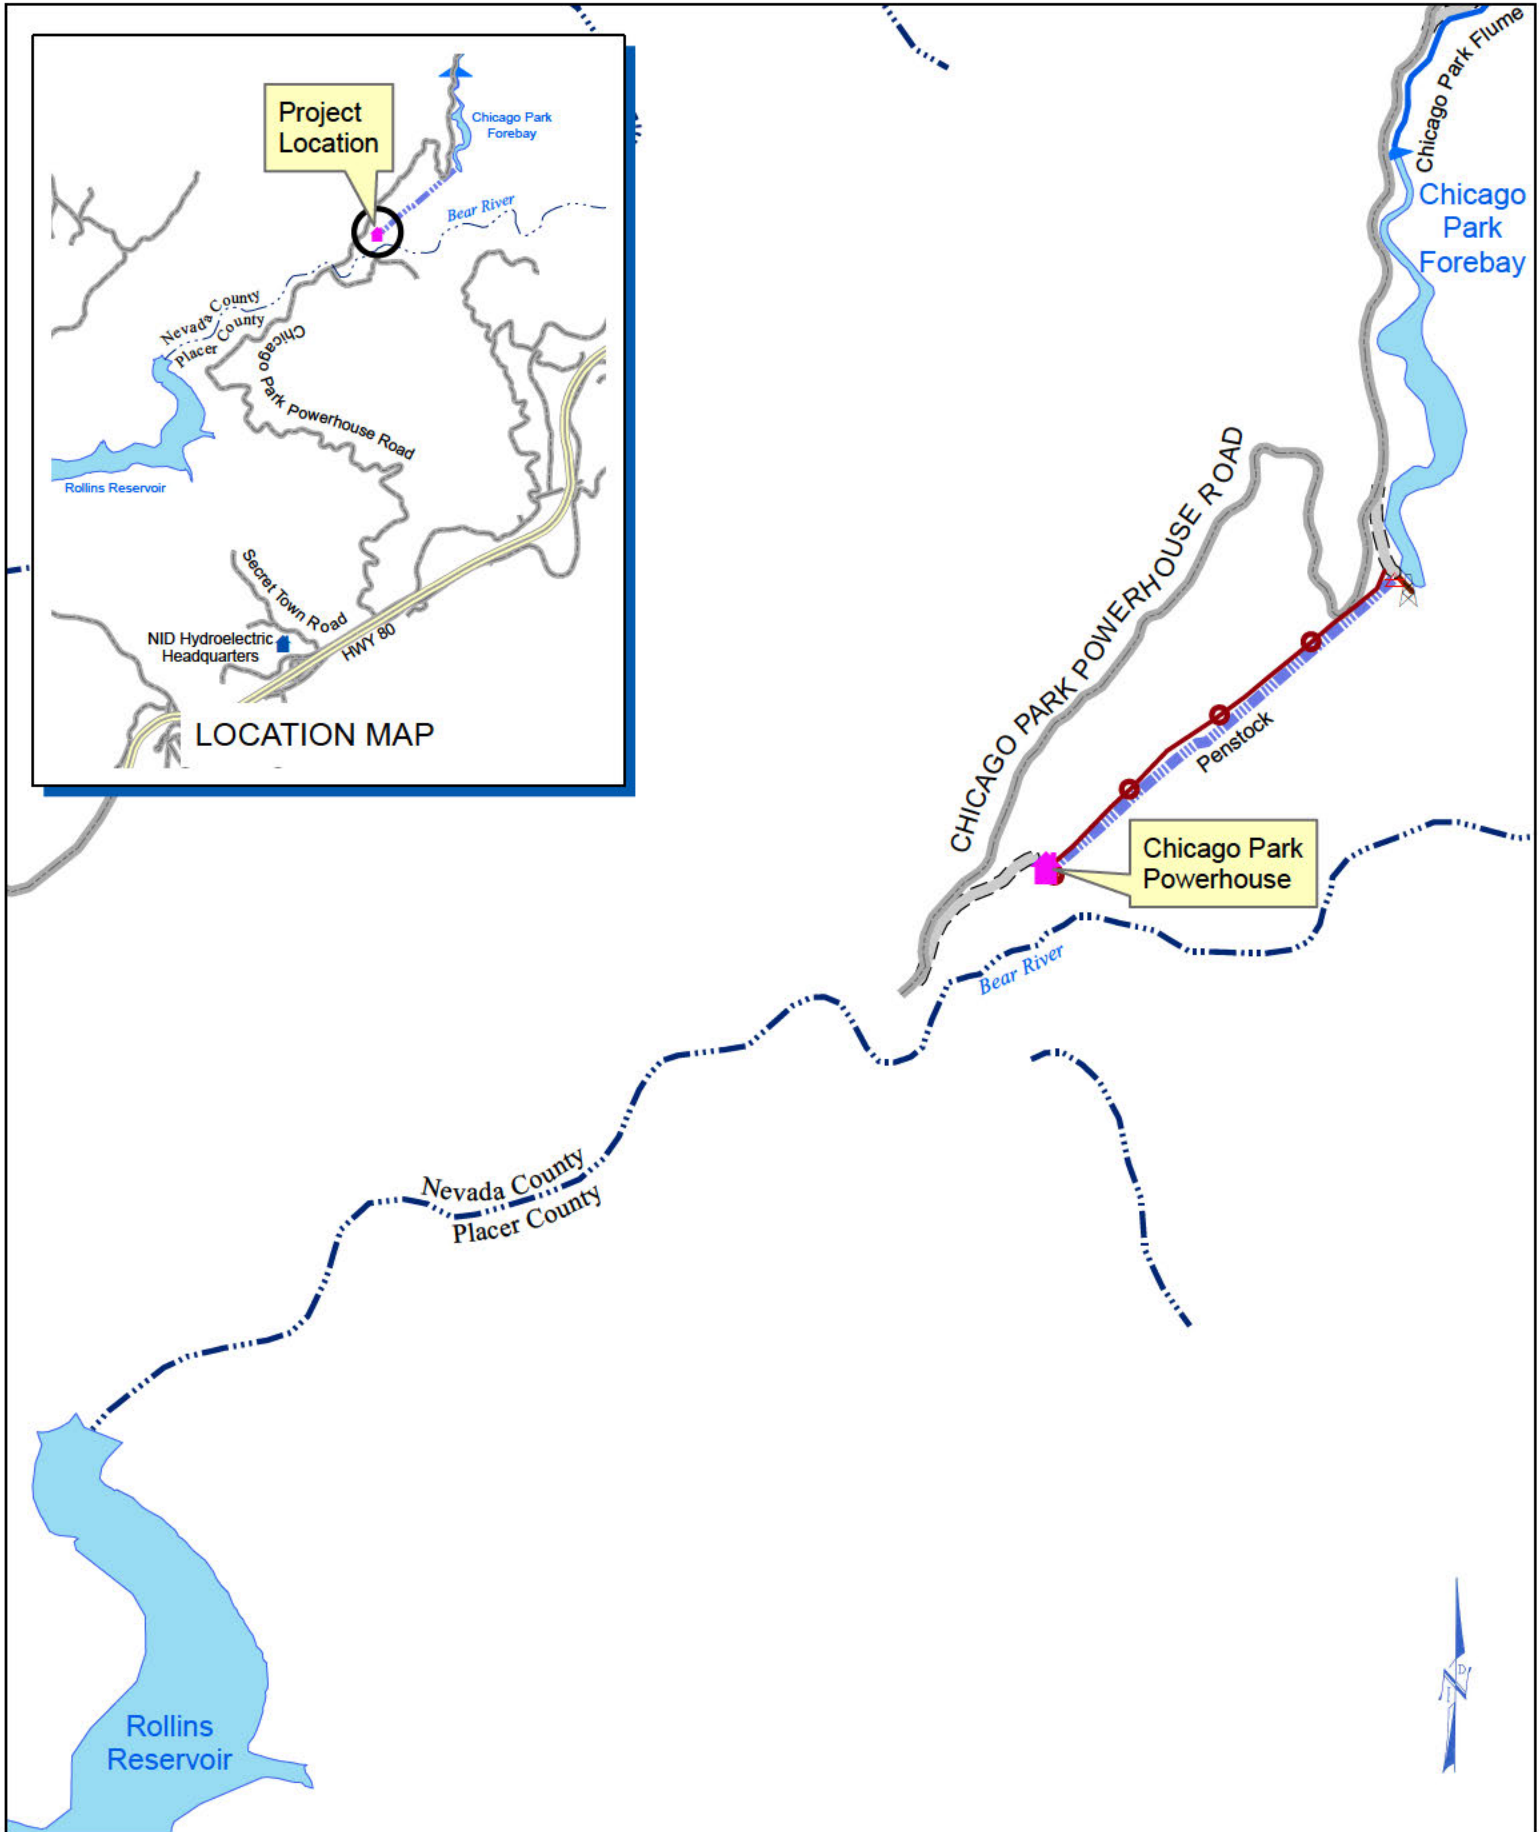 Project
Location
Chicago Park
Forebay
Bear River
Nevada County
Placer County
Chicago Park Powerhouse Road
Rollins Reservoir
Secret Town Road
NID Hydroelectric
Headquarters
HWY 80
LOCATION MAP
Chicago Park Flume
Chicago
Park
Forebay
CHICAGO PARK POWERHOUSE ROAD
Penstock
Chicago Park
Powerhouse
Bear River
Nevada County
Placer County
Rollins
Reservoir
N I D